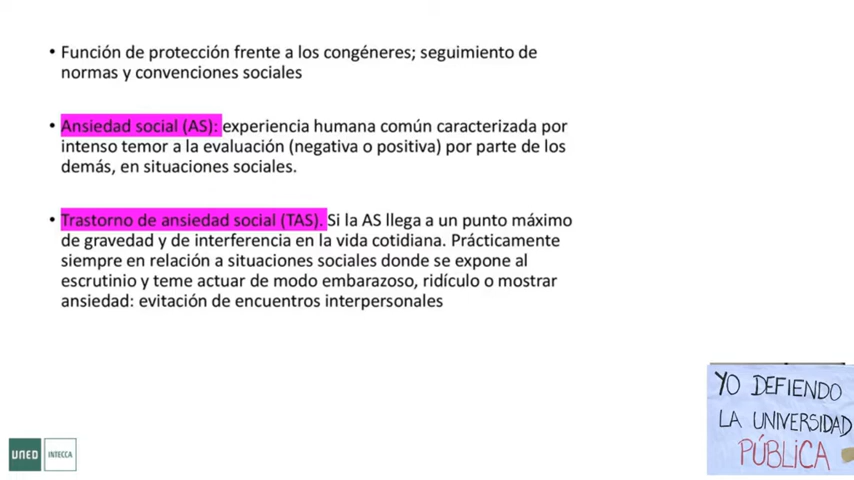 • Función de protección frente a los congéneres; seguimiento de
normas y convenciones sociales
• Ansiedad social (AS): experiencia humana común caracterizada por
intenso temor a la evaluación (negativa o positiva) por parte de los
demás, en situaciones sociales.
• Trastorno de ansiedad social (TAS). Si la AS llega a un punto máximo
de gravedad y de interferencia en la vida cotidiana. Prácticamente
siempre en relación a situaciones sociales donde se expone al
escrutinio y teme actuar de modo embarazoso, ridículo o mostrar
ansiedad: evitación de encuentros interpersonales
YO DEFIENDO
LA UNIVERSIDAD
PÚBLICA
UNED INTECCA